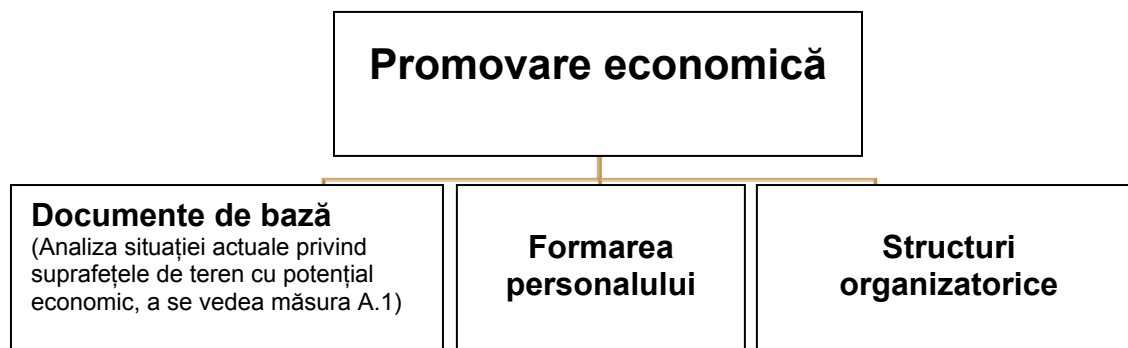 Promovare economică
Documente de bază
(Analiza situației actuale privind
suprafețele de teren cu potențial
economic, a se vedea măsura A.1)
Formarea
personalului
Structuri
organizatorice